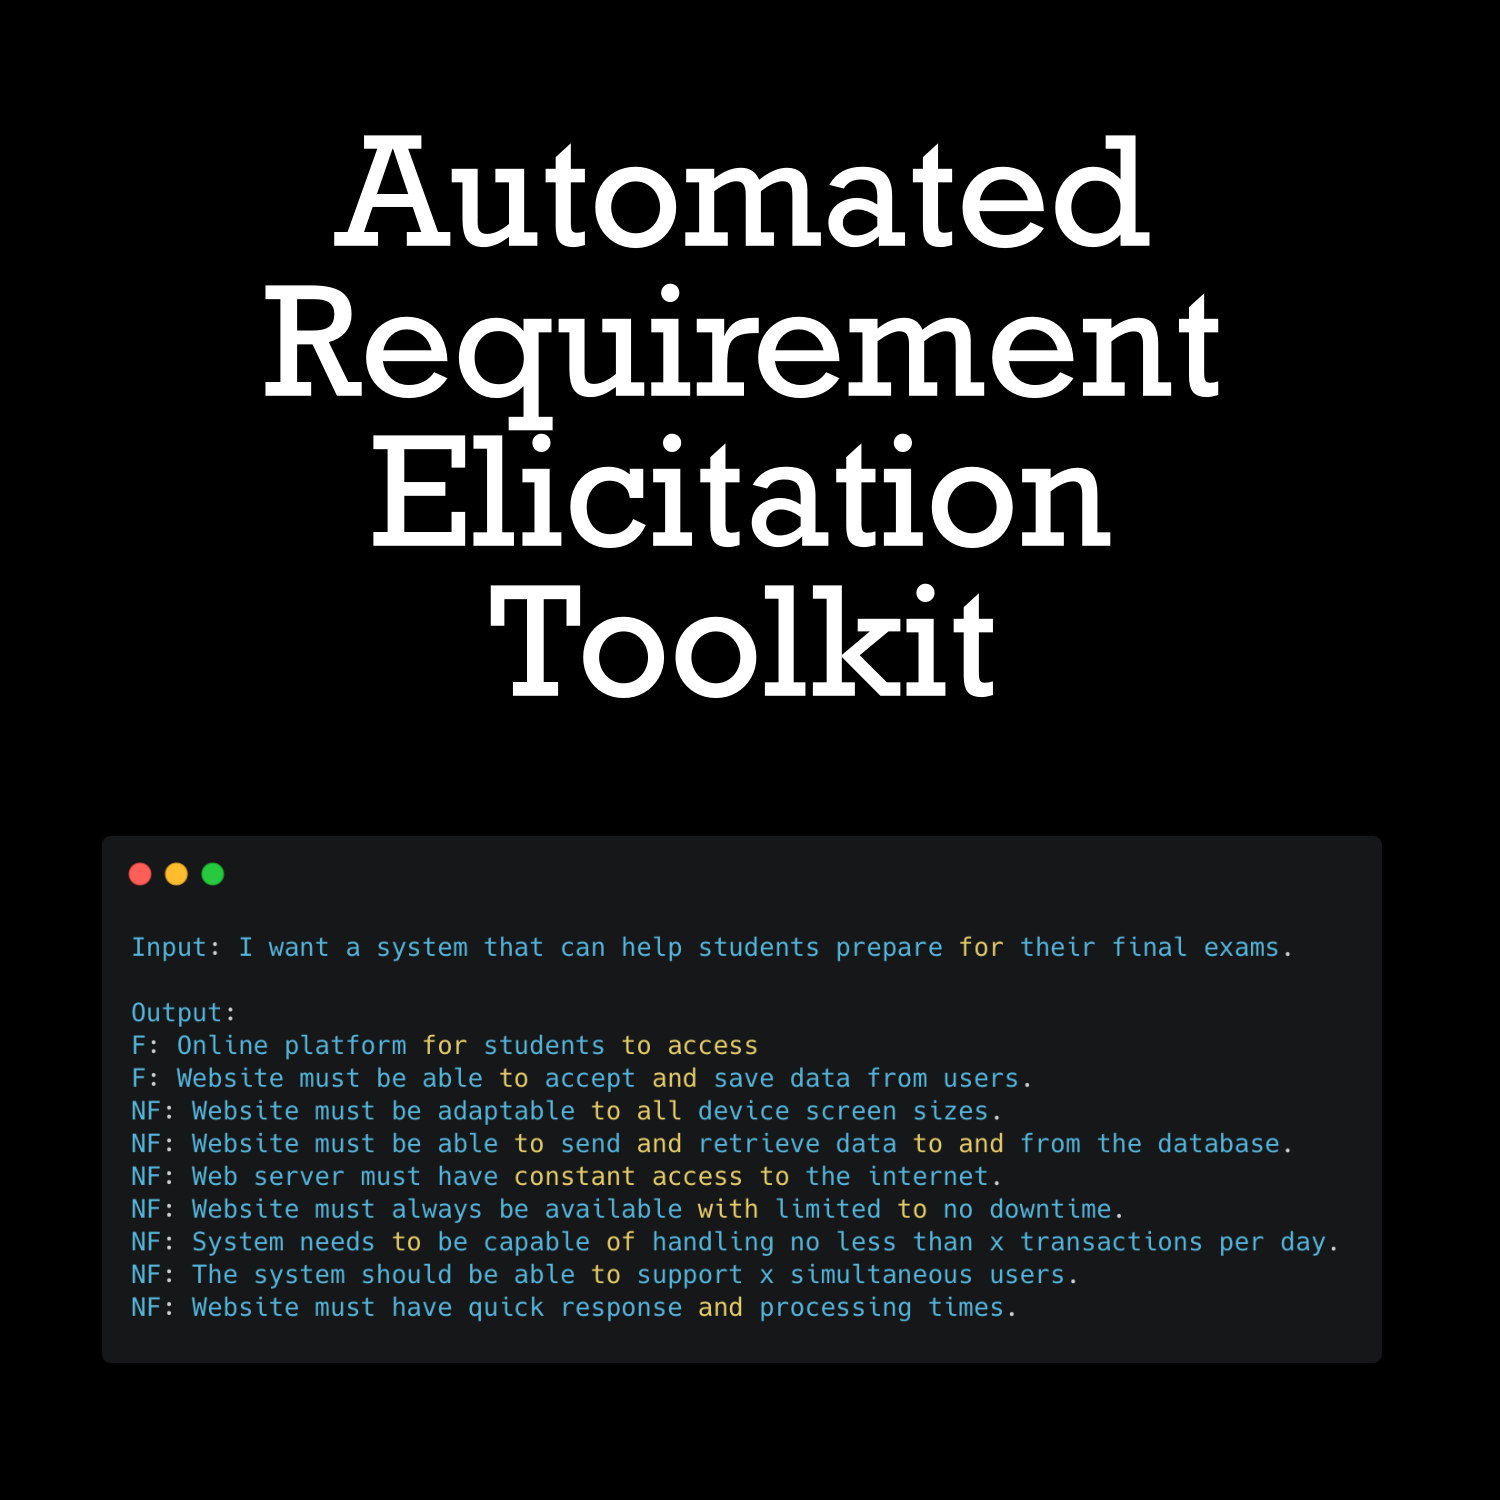 Automated
Requirement
Elicitation
Toolkit
Input: I want a system that can help students prepare for their final exams.
Output:
F: Online platform for students to access
F: Website must be able to accept and save data from users.
NF: Website must be adaptable to all device screen sizes.
NF: Website must be able to send and retrieve data to and from the database.
NF: Web server must have constant access to the internet.
NF: Website must always be available with limited to no downtime.
NF: System needs to be capable of handling no less than x transactions per day.
NF: The system should be able to support x simultaneous users.
NF: Website must have quick response and processing times.